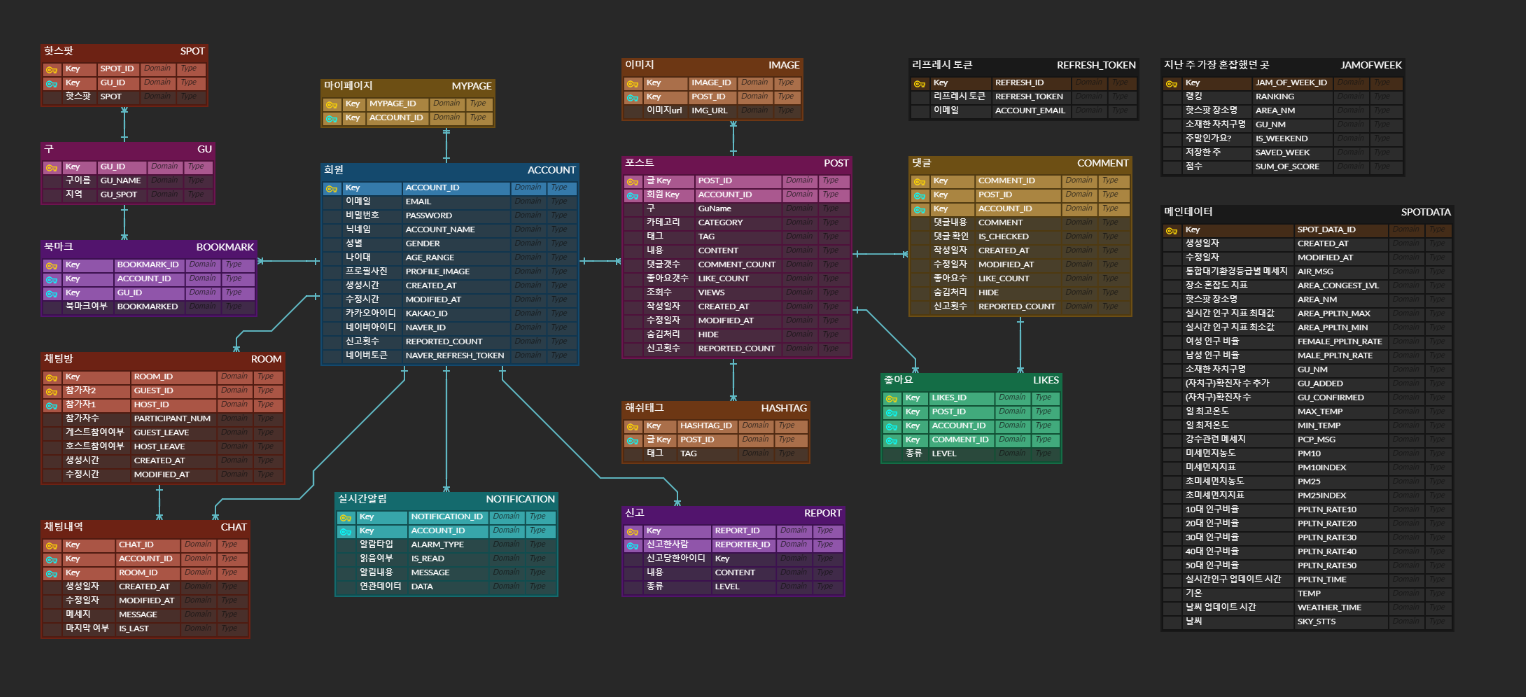 핫스팟 SPOT
Key SPOT_ID Domain Type
Key GU_ID Domain Type
핫스팟 SPOT Domain Type
구 GU
Key GU_ID Domain Type
구이름 GU_NAME Domain Type
지역 GU_SPOT Domain Type
북마크 BOOKMARK
Key BOOKMARK_ID Domain Type
Key ACCOUNT_ID Domain Type
Key GU_ID Domain Type
북마크여부 BOOKMARKED Domain Type
채팅방 ROOM
Key ROOM_ID Domain Type
참가자2 GUEST_ID Domain Type
참가자1 HOST_ID Domain Type
참가자수 PARTICIPANT_NUM Domain Type
게스트참여이부 GUEST_LEAVE Domain Type
호스트참여이부 HOST_LEAVE Domain Type
생성시간 CREATED_AT Domain Type
수정시간 MODIFIED_AT Domain Type
채팅내역 CHAT
Key CHAT_ID Domain Type
Key ACCOUNT_ID Domain Type
Key ROOM_ID Domain Type
생성일자 CREATED_AT Domain Type
수정일자 MODIFIED_AT Domain Type
메세지 MESSAGE Domain Type
마지막 여부 IS_LAST Domain Type
마이페이지 MYPAGE
Key MYPAGE_ID Domain Type
Key ACCOUNT_ID Domain Type
회원 ACCOUNT
Key ACCOUNT_ID Domain Type
이메일 EMAIL Domain Type
비밀번호 PASSWORD Domain Type
닉네임 ACCOUNT_NAME Domain Type
성별 GENDER Domain Type
나이대 AGE_RANGE Domain Type
프로필사진 PROFILE_IMAGE Domain Type
생성시간 CREATED_AT Domain Type
수정시간 MODIFIED_AT Domain Type
카카오아이디 KAKAO_ID Domain Type
네이버아이디 NAVER_ID Domain Type
신고횟수 REPORTED_COUNT Domain Type
네이버토큰 NAVER_REFRESH_TOKEN Domain Type
실시간알림 NOTIFICATION
Key NOTIFICATION_ID Domain Type
Key ACCOUNT_ID Domain Type
알람타입 ALARM_TYPE Domain Type
읽음여부 IS_READ Domain Type
알림내용 MESSAGE Domain Type
연관데이터 DATA Domain Type
이미지 IMAGE
Key IMAGE_ID Domain Type
Key POST_ID Domain Type
이미지url IMG_URL Domain Type
포스트 POST
글 Key POST_ID Domain Type
회원 Key ACCOUNT_ID Domain Type
구 GuName Domain Type
카테고리 CATEGORY Domain Type
태그 TAG Domain Type
내용 CONTENT Domain Type
댓글갯수 COMMENT_COUNT Domain Type
좋아요갯수 LIKE_COUNT Domain Type
조회수 VIEWS Domain Type
작성일자 CREATED_AT Domain Type
수정일자 MODIFIED_AT Domain Type
숨김처리 HIDE Domain Type
신고횟수 REPORTED_COUNT Domain Type
해쉬태그 HASHTAG
Key HASHTAG_ID Domain Type
글 Key POST_ID Domain Type
태그 TAG Domain Type
신고 REPORT
Key REPORT_ID Domain Type
신고한사람 REPORTER_ID Domain Type
신고당한아이디 Key Domain Type
내용 CONTENT Domain Type
종류 LEVEL Domain Type
리프레시 토큰 REFRESH_TOKEN
Key REFRESH_ID Domain Type
리프레시 토큰 REFRESH_TOKEN Domain Type
이메일 ACCOUNT_EMAIL Domain Type
댓글 COMMENT
Key COMMENT_ID Domain Type
Key POST_ID Domain Type
Key ACCOUNT_ID Domain Type
댓글내용 COMMENT Domain Type
댓글 확인 IS_CHECKED Domain Type
작성일자 CREATED_AT Domain Type
수정일자 MODIFIED_AT Domain Type
좋아요수 LIKE_COUNT Domain Type
숨김처리 HIDE Domain Type
신고횟수 REPORTED_COUNT Domain Type
좋아요 LIKES
Key LIKES_ID Domain Type
Key POST_ID Domain Type
Key ACCOUNT_ID Domain Type
Key COMMENT_ID Domain Type
종류 LEVEL Domain Type
지난 주 가장 혼잡했던 곳 JAMOFWEEK
Key JAM_OF_WEEK_ID Domain Type
랭킹 RANKING Domain Type
핫스팟 장소명 AREA_NM Domain Type
소재한 자치구명 GU_NM Domain Type
주말인가요? IS_WEEKEND Domain Type
저장한 주 SAVED_WEEK Domain Type
점수 SUM_OF_SCORE Domain Type
메인데이터 SPOTDATA
Key SPOT_DATA_ID Domain Type
생성일자 CREATED_AT Domain Type
수정일자 MODIFIED_AT Domain Type
통합대기환경등급별 메세지 AIR_MSG Domain Type
장소 혼잡도 지표 AREA_CONGEST_LVL Domain Type
핫스팟 장소명 AREA_NM Domain Type
실시간 인구 지표 최대값 AREA_PPLTN_MAX Domain Type
실시간 인구 지표 최소값 AREA_PPLTN_MIN Domain Type
여성 인구 비율 FEMALE_PPLTN_RATE Domain Type
남성 인구 비율 MALE_PPLTN_RATE Domain Type
소재한 자치구명 GU_NM Domain Type
(자치구)확진자 수 추가 GU_ADDED Domain Type
(자치구)확진자 수 GU_CONFIRMED Domain Type
일 최고온도 MAX_TEMP Domain Type
일 최저온도 MIN_TEMP Domain Type
강수관련 메세지 PCP_MSG Domain Type
미세먼지농도 PM10 Domain Type
미세먼지지표 PM10INDEX Domain Type
초미세먼지농도 PM25 Domain Type
초미세먼지지표 PM25INDEX Domain Type
10대 인구비율 PPLTN_RATE10 Domain Type
20대 인구비율 PPLTN_RATE20 Domain Type
30대 인구비율 PPLTN_RATE30 Domain Type
40대 인구비율 PPLTN_RATE40 Domain Type
50대 인구비율 PPLTN_RATE50 Domain Type
실시간인구 업데이트 시간 PPLTN_TIME Domain Type
기온 TEMP Domain Type
날씨 업데이트 시간 WEATHER_TIME Domain Type
날씨 SKY_STTS Domain Type